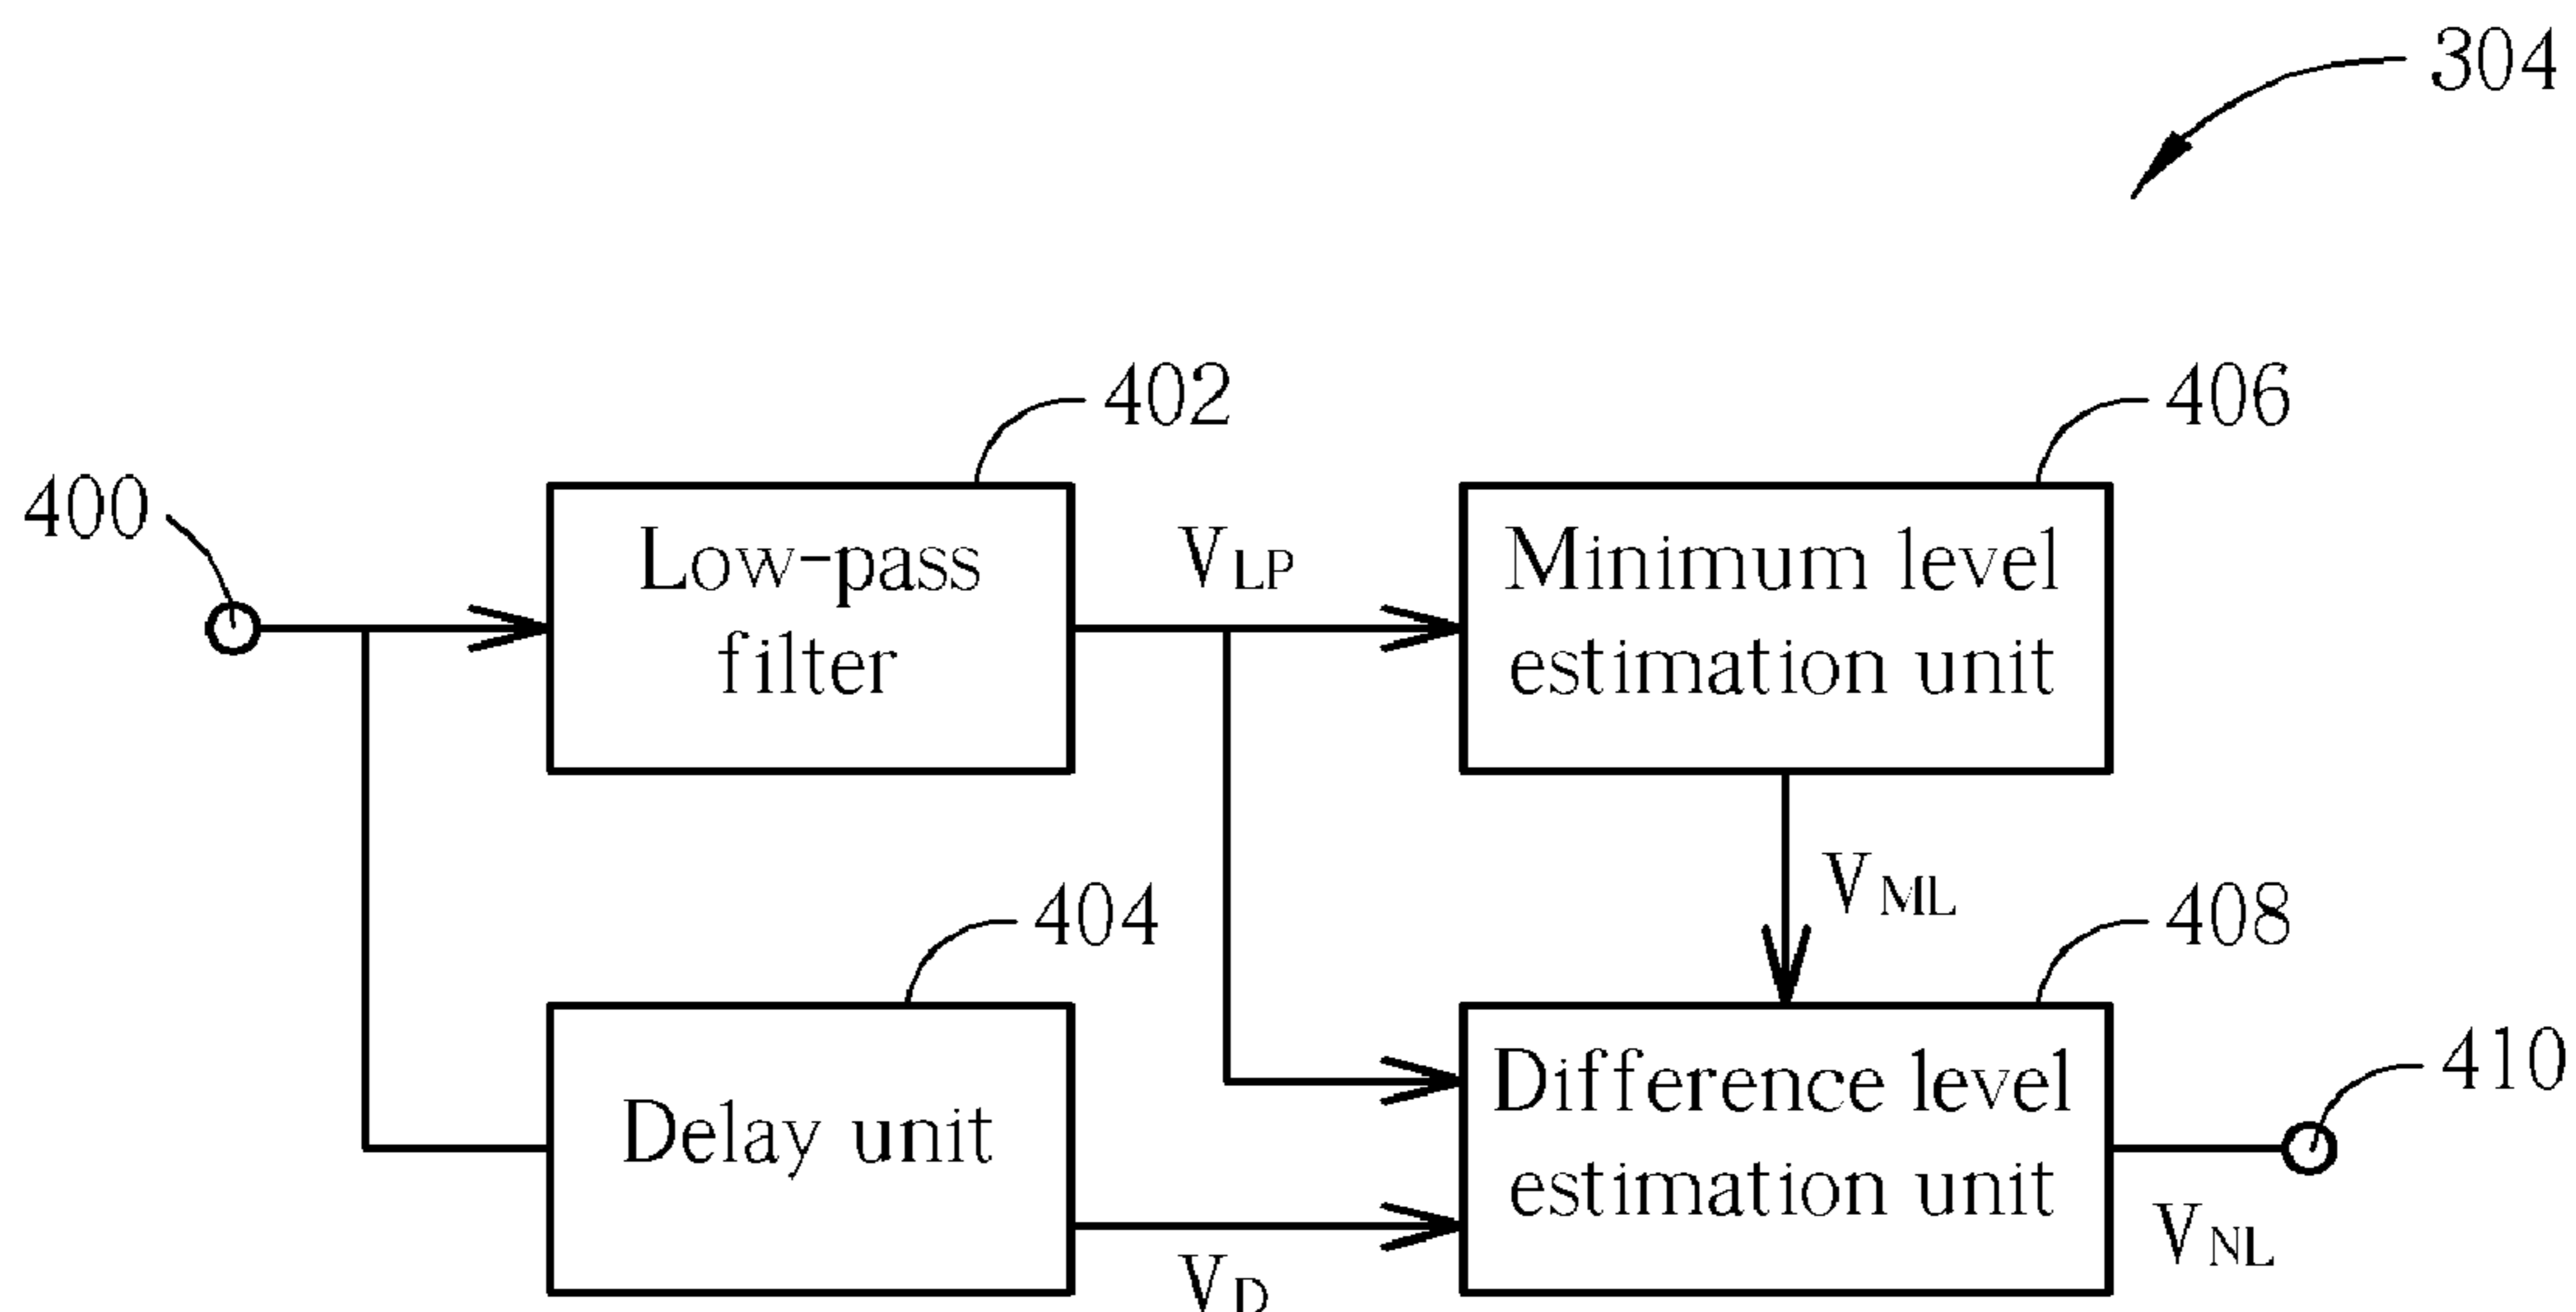 304
402
406
400
Low-pass
filter
VLP
Minimum level
estimation unit
VML
404
408
Delay unit
Difference level
estimation unit
410
VD
VNL